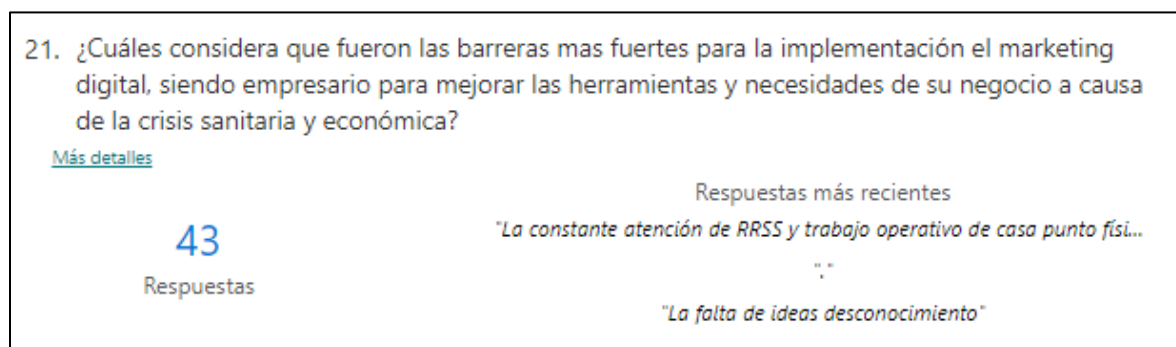 21. ¿Cuáles considera que fueron las barreras mas fuertes para la implementación el marketing
digital, siendo empresario para mejorar las herramientas y necesidades de su negocio a causa
de la crisis sanitaria y económica?
Más detalles
Respuestas más recientes
43
Respuestas
"La constante atención de RRSS y trabajo operativo de casa punto físi...
"."
"La falta de ideas desconocimiento"